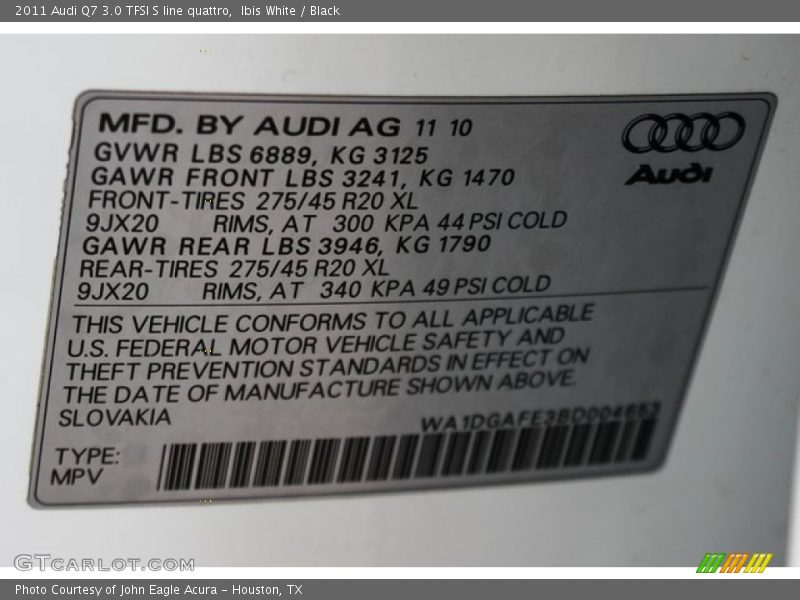 2011 Audi Q7 3.0 TFSI S line quattro,  Ibis White / Black
MFD. BY AUDI AG 11 10
GVWR LBS 6889, KG 3125
GAWR FRONT LBS 3241, KG 1470
FRONT-TIRES 275/45 R20 XL
9JX20 RIMS, AT 300 KPA 44 PSI COLD
GAWR REAR LBS 3946, KG 1790
REAR-TIRES 275/45 R20 XL
9JX20 RIMS, AT 340 KPA 49 PSI COLD
Audi
THIS VEHICLE CONFORMS TO ALL APPLICABLE
U.S. FEDERAL MOTOR VEHICLE SAFETY AND
THEFT PREVENTION STANDARDS IN EFFECT ON
THE DATE OF MANUFACTURE SHOWN ABOVE.
SLOVAKIA
WA1DGAFE3BD004653
TYPE:
MPV
GTCARLOT.COM
Photo Courtesy of John Eagle Acura - Houston, TX